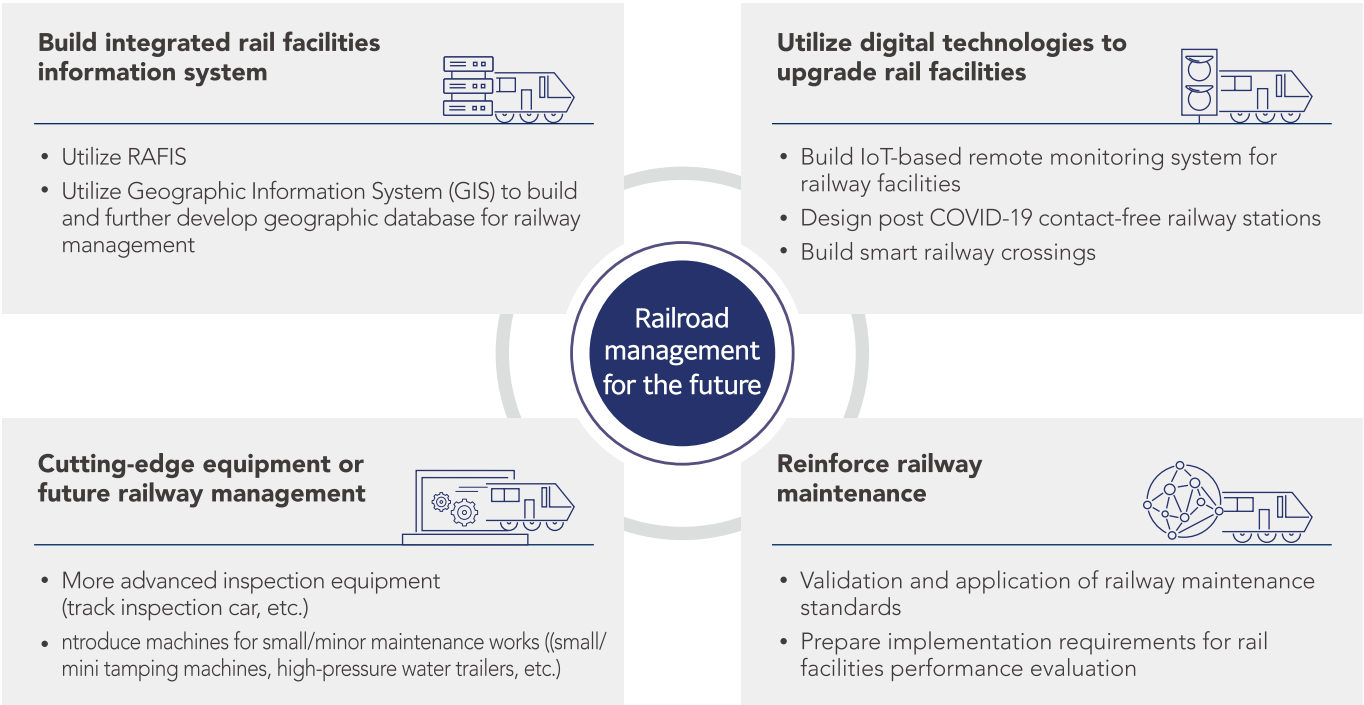 Build integrated rail facilities
information system
• Utilize RAFIS
• Utilize Geographic Information System (GIS) to build
and further develop geographic database for railway
management
Utilize digital technologies to
upgrade rail facilities
• Build IoT-based remote monitoring system for
railway facilities
• Design post COVID-19 contact-free railway stations
• Build smart railway crossings
Railroad
management
for the future
Cutting-edge equipment or
future railway management
• More advanced inspection equipment
(track inspection car, etc.)
• ntroduce machines for small/minor maintenance works ((small/
mini tamping machines, high-pressure water trailers, etc.)
Reinforce railway
maintenance
• Validation and application of railway maintenance
standards
• Prepare implementation requirements for rail
facilities performance evaluation